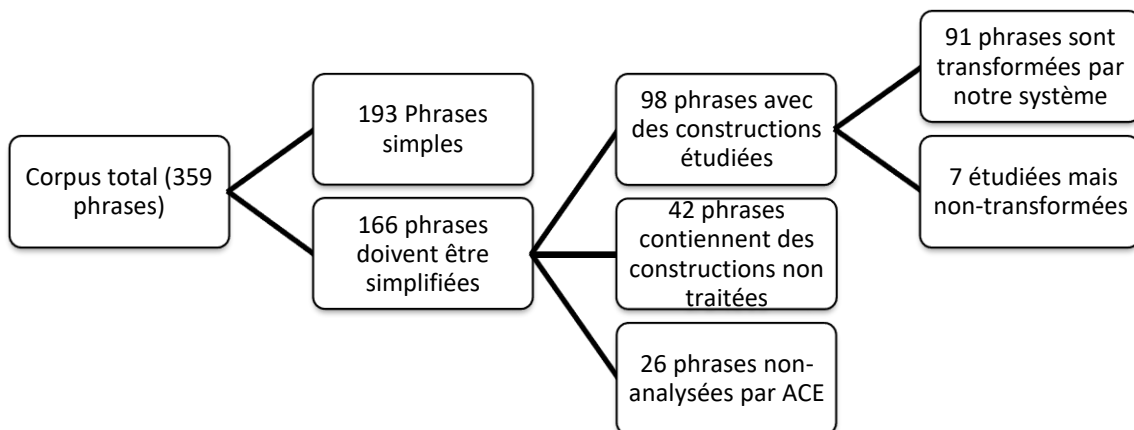 Corpus total (359
phrases)
193 Phrases
simples
166 phrases
doivent être
simplifiées
98 phrases avec
des constructions
étudiées
42 phrases
contiennent des
constructions non
traitées
26 phrases non-
analysées par ACE
91 phrases sont
transformées par
notre système
7 étudiées mais
non-transformées